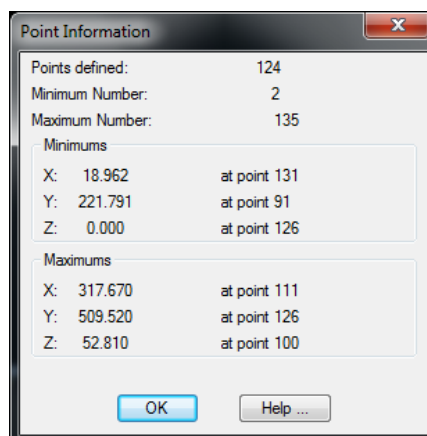 Point Information
Points defined: 124
Minimum Number: 2
Maximum Number: 135
Minimums
X: 18.962 at point 131
Y: 221.791 at point 91
Z: 0.000 at point 126
Maximums
X: 317.670 at point 111
Y: 509.520 at point 126
Z: 52.810 at point 100
OK Help ...